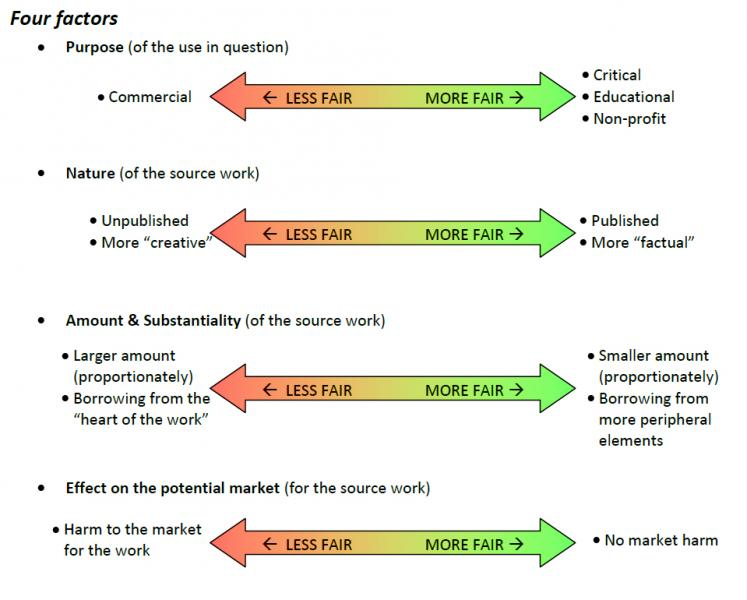 Four factors
• Purpose (of the use in question)
• Commercial
← LESS FAIR MORE FAIR →
• Critical
• Educational
• Non-profit
• Nature (of the source work)
• Unpublished
• More “creative”
← LESS FAIR MORE FAIR →
• Published
• More “factual”
• Amount & Substantiality (of the source work)
• Larger amount
(proportionately)
• Borrowing from the
“heart of the work”
← LESS FAIR MORE FAIR →
• Smaller amount
(proportionately)
• Borrowing from
more peripheral
elements
• Effect on the potential market (for the source work)
• Harm to the market
for the work
← LESS FAIR MORE FAIR →
• No market harm